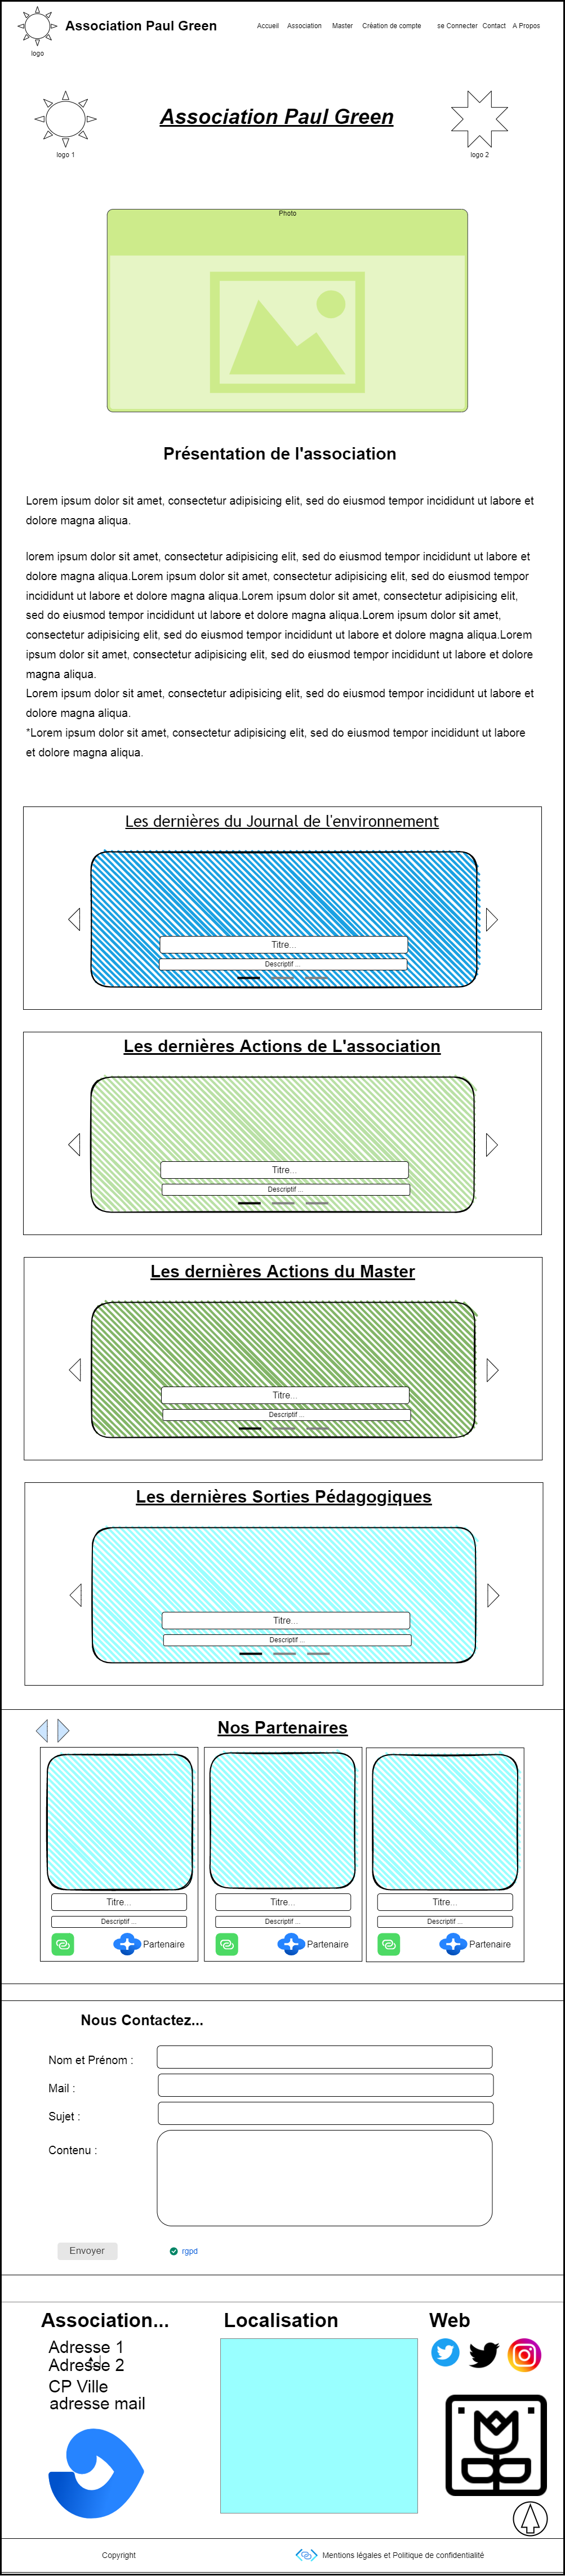 Association Paul Green
Accueil Association Master Création de compte se Connecter Contact A Propos
logo
Association Paul Green
logo 1
logo 2
Photo
Présentation de l'association
Lorem ipsum dolor sit amet, consectetur adipisicing elit, sed do eiusmod tempor incididunt ut labore et
dolore magna aliqua.
lorem ipsum dolor sit amet, consectetur adipisicing elit, sed do eiusmod tempor incididunt ut labore et
dolore magna aliqua.Lorem ipsum dolor sit amet, consectetur adipisicing elit, sed do eiusmod tempor
incididunt ut labore et dolore magna aliqua.Lorem ipsum dolor sit amet, consectetur adipisicing elit,
sed do eiusmod tempor incididunt ut labore et dolore magna aliqua.Lorem ipsum dolor sit amet,
consectetur adipisicing elit, sed do eiusmod tempor incididunt ut labore et dolore magna aliqua.Lorem
ipsum dolor sit amet, consectetur adipisicing elit, sed do eiusmod tempor incididunt ut labore et dolore
magna aliqua.
Lorem ipsum dolor sit amet, consectetur adipisicing elit, sed do eiusmod tempor incididunt ut labore et
dolore magna aliqua.
*Lorem ipsum dolor sit amet, consectetur adipisicing elit, sed do eiusmod tempor incididunt ut labore
et dolore magna aliqua.
Les dernières du Journal de l'environnement
Titre...
Descriptif ...
Les dernières Actions de L'association
Titre...
Descriptif ...
Les dernières Actions du Master
Titre...
Descriptif ...
Les dernières Sorties Pédagogiques
Titre...
Descriptif ...
Nos Partenaires
Titre... Titre... Titre...
Descriptif ... Descriptif ... Descriptif ...
Partenaire Partenaire Partenaire
Nous Contactez...
Nom et Prénom :
Mail :
Sujet :
Contenu :
Envoyer
rgpd
Association... Localisation Web
Adresse 1
Adresse 2
CP Ville
adresse mail
Copyright
Mentions légales et Politique de confidentialité